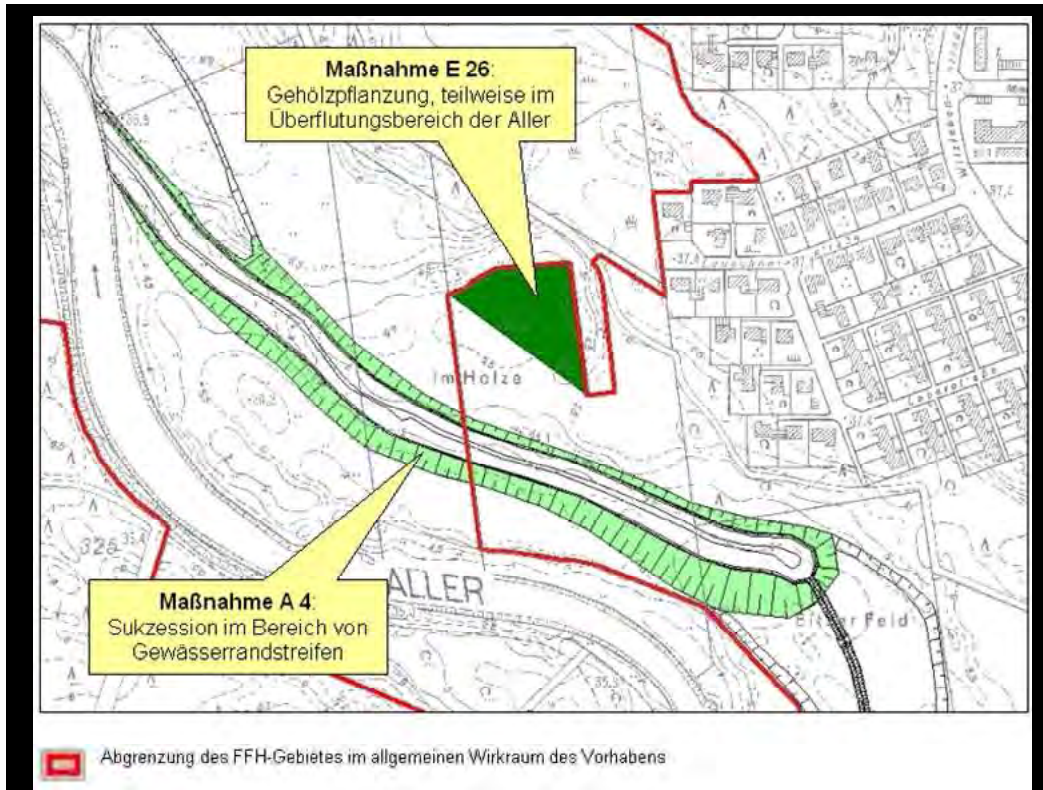 Maßnahme E 26:
Gehölzpflanzung, teilweise im
Überflutungsbereich der Aller
Im Holze
Maßnahme A 4:
Sukzession im Bereich von
Gewässerrandstreifen
ALLER
Feld
Abgrenzung des FFH-Gebietes im allgemeinen Wirkraum des Vorhabens